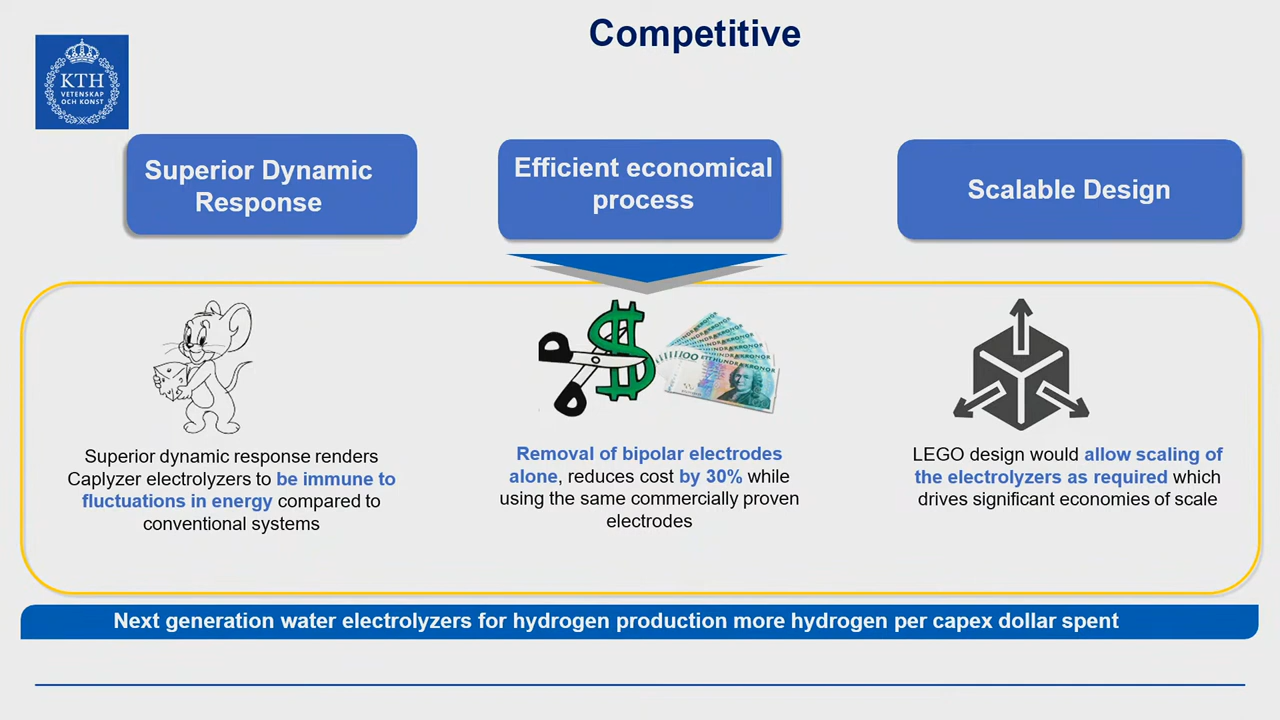 Competitive
KTH
VETENSKAP
OCH KONST
Superior Dynamic
Response
Efficient economical
process
Scalable Design
Superior dynamic response renders
Caplyzer electrolyzers to be immune to
fluctuations in energy compared to
conventional systems
Removal of bipolar electrodes
alone, reduces cost by 30% while
using the same commercially proven
electrodes
LEGO design would allow scaling of
the electrolyzers as required which
drives significant economies of scale
Next generation water electrolyzers for hydrogen production more hydrogen per capex dollar spent